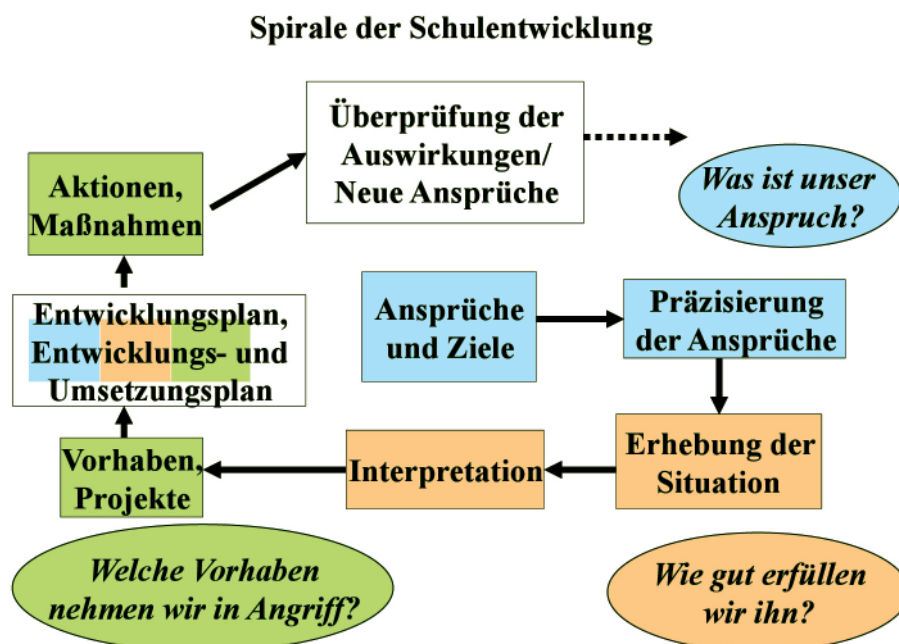 Spirale der Schulentwicklung
Überprüfung der
Auswirkungen/
Neue Ansprüche
Was ist unser
Anspruch?
Aktionen,
Maßnahmen
Entwicklungsplan,
Entwicklungs- und
Umsetzungsplan
Ansprüche
und Ziele
Präzisierung
der Ansprüche
Vorhaben,
Projekte
Interpretation
Erhebung der
Situation
Welche Vorhaben
nehmen wir in Angriff?
Wie gut erfüllen
wir ihn?